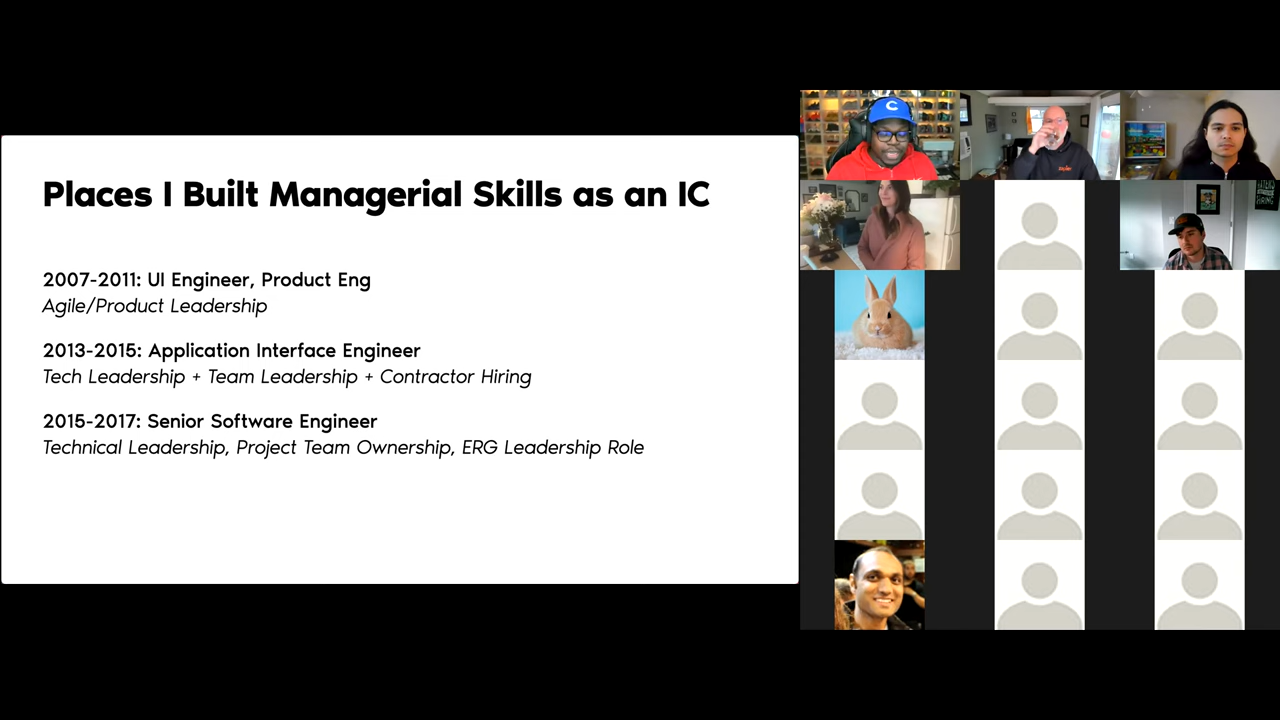 Places I Built Managerial Skills as an IC
2007-2011: UI Engineer, Product Eng
Agile/Product Leadership
2013-2015: Application Interface Engineer
Tech Leadership + Team Leadership + Contractor Hiring
2015-2017: Senior Software Engineer
Technical Leadership, Project Team Ownership, ERG Leadership Role
C
HIRING